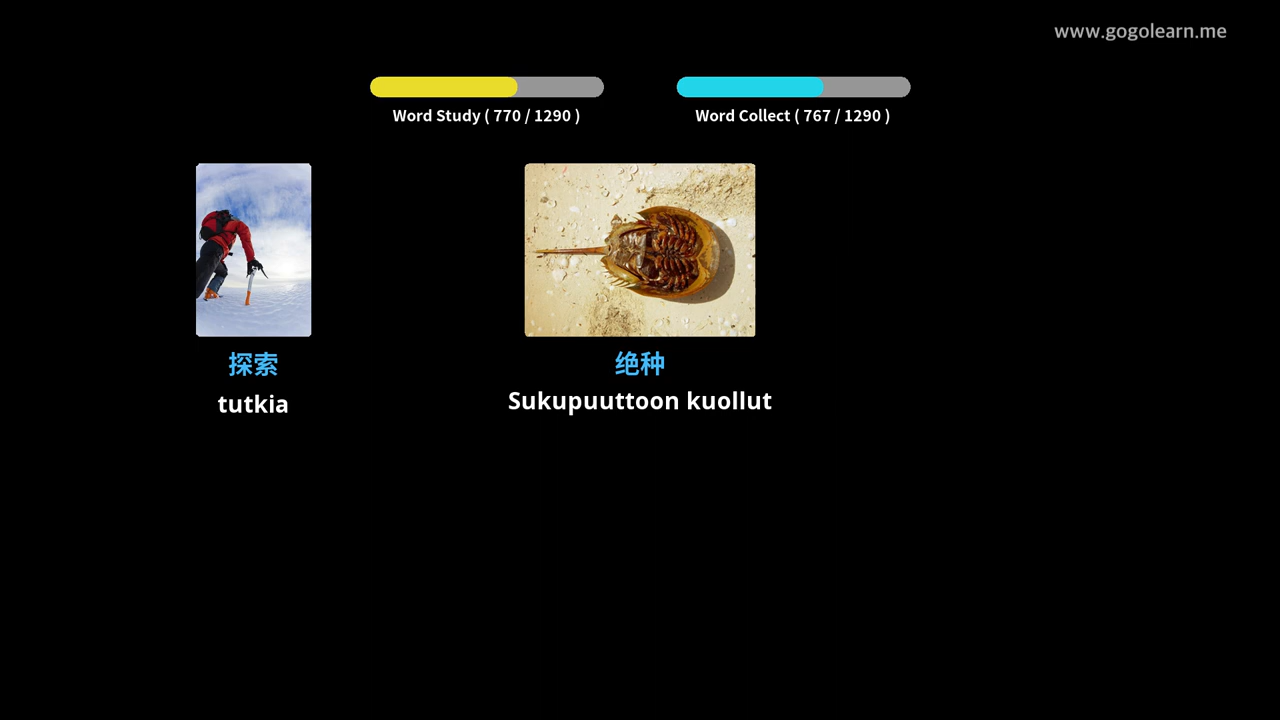 www.gogolearn.me
Word Study ( 770 / 1290 )
Word Collect ( 767 / 1290 )
探索
绝种
tutkia
Sukupuuttoon kuollut